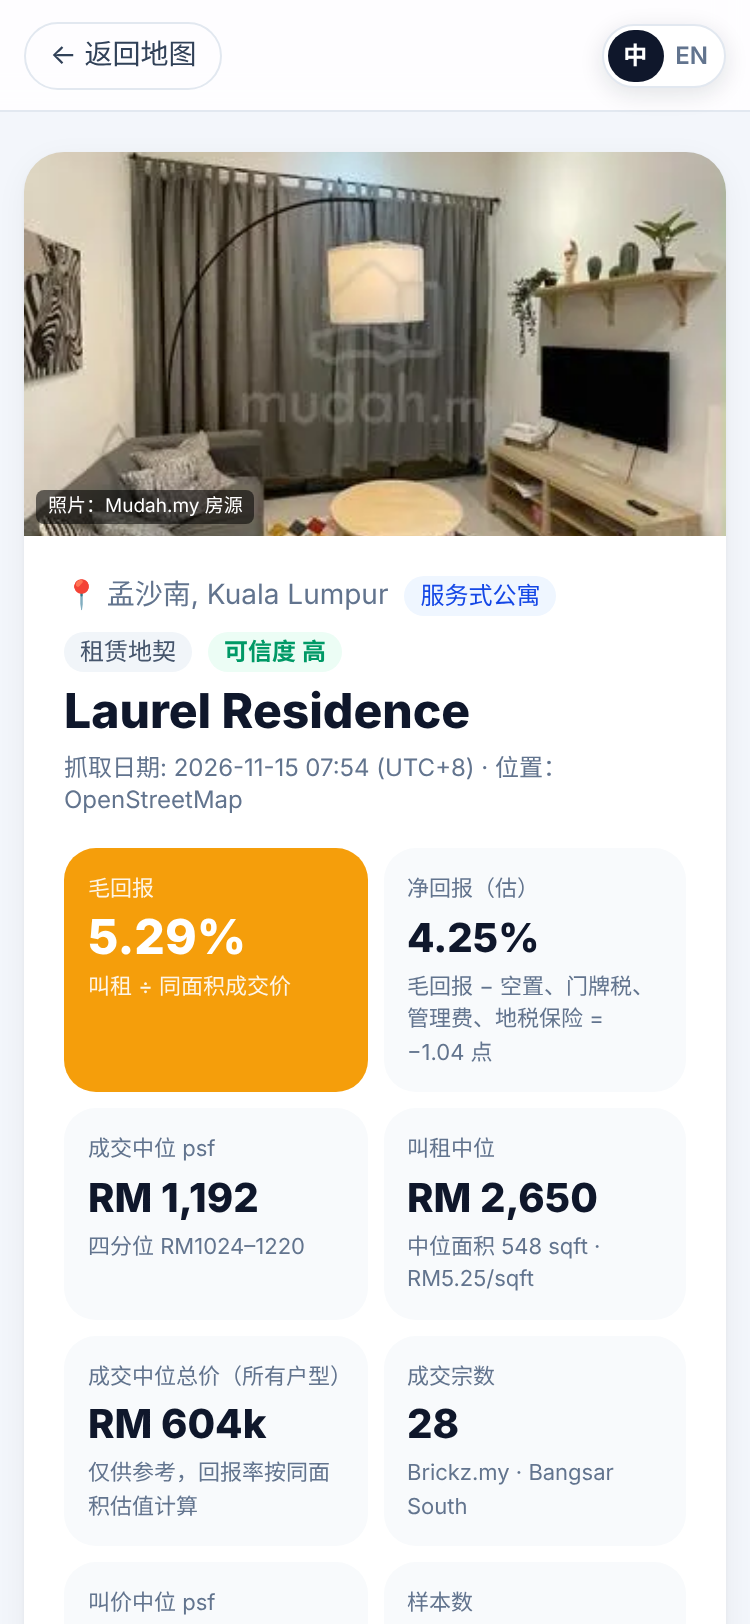 ← 返回地图
中 EN
mudah.m
照片：Mudah.my 房源
孟沙南, Kuala Lumpur 服务式公寓
租赁地契 可信度 高
Laurel Residence
抓取日期: 2026-11-15 07:54 (UTC+8) · 位置：
OpenStreetMap
毛回报
5.29%
叫租 ÷ 同面积成交价
净回报（估）
4.25%
毛回报 − 空置、门牌税、
管理费、地税保险 =
−1.04 点
成交中位 psf
RM 1,192
四分位 RM1024–1220
叫租中位
RM 2,650
中位面积 548 sqft ·
RM5.25/sqft
成交中位总价（所有户型）
RM 604k
仅供参考，回报率按同面
积估值计算
成交宗数
28
Brickz.my · Bangsar
South
叫价中位 psf
样本数